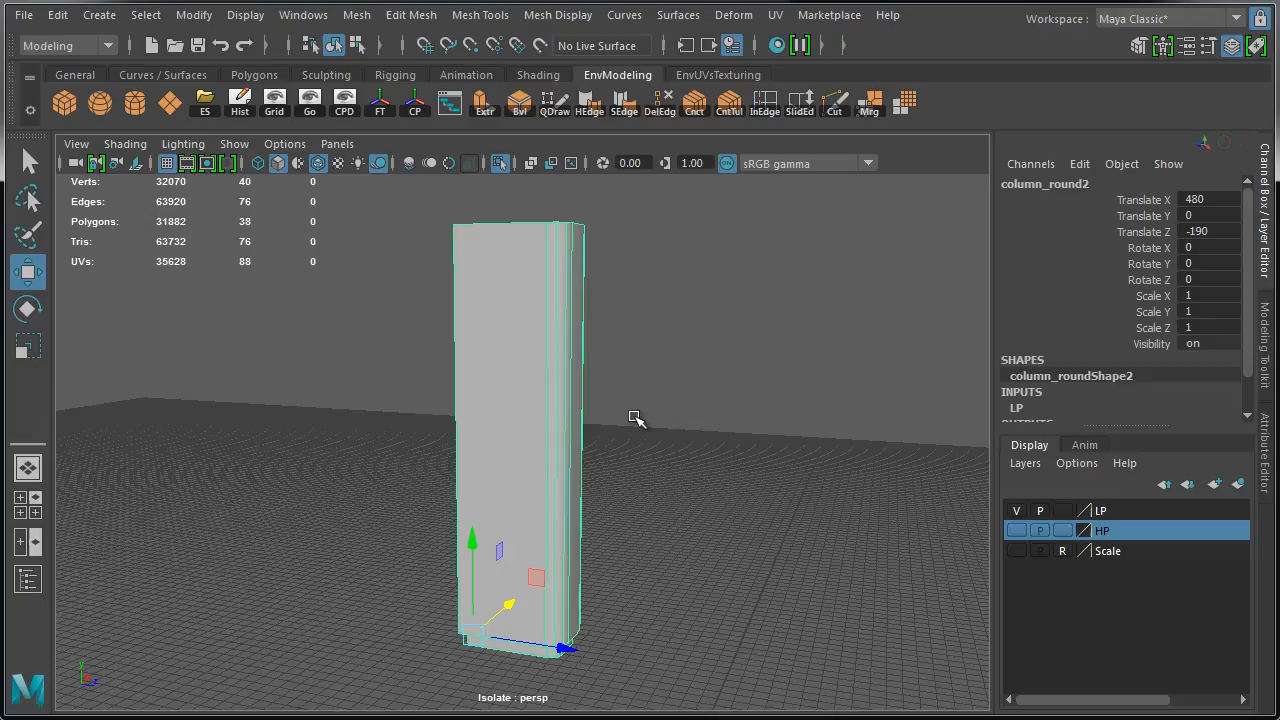 File Edit Create Select Modify Display Windows Mesh Edit Mesh Mesh Tools Mesh Display Curves Surfaces Deform UV Marketplace Help
Workspace : Maya Classic*
Modeling No Live Surface
General Curves / Surfaces Polygons Sculpting Rigging Animation Shading EnvModeling EnvUVsTexturing
ES Hist Grid Go CPD FT CP Extr Bvl QDraw HEdge SEdge DelEdg Cnct CntTul InEdge SlidEd Cut Mrg
View Shading Lighting Show Options Panels
0.00 1.00 ON sRGB gamma
Verts: 32070 40 0
Edges: 63920 76 0
Polygons: 31882 38 0
Tris: 63732 76 0
UVs: 35628 88 0
y
z
Isolate : persp
Channels Edit Object Show
column_round2
Translate X 480
Translate Y 0
Translate Z -190
Rotate X 0
Rotate Y 0
Rotate Z 0
Scale X 1
Scale Y 1
Scale Z 1
Visibility on
SHAPES
column_roundShape2
INPUTS
LP
Display Anim
Layers Options Help
V P LP
P HP
P R Scale
Channel Box / Layer Editor
Modeling Toolkit
Attribute Editor